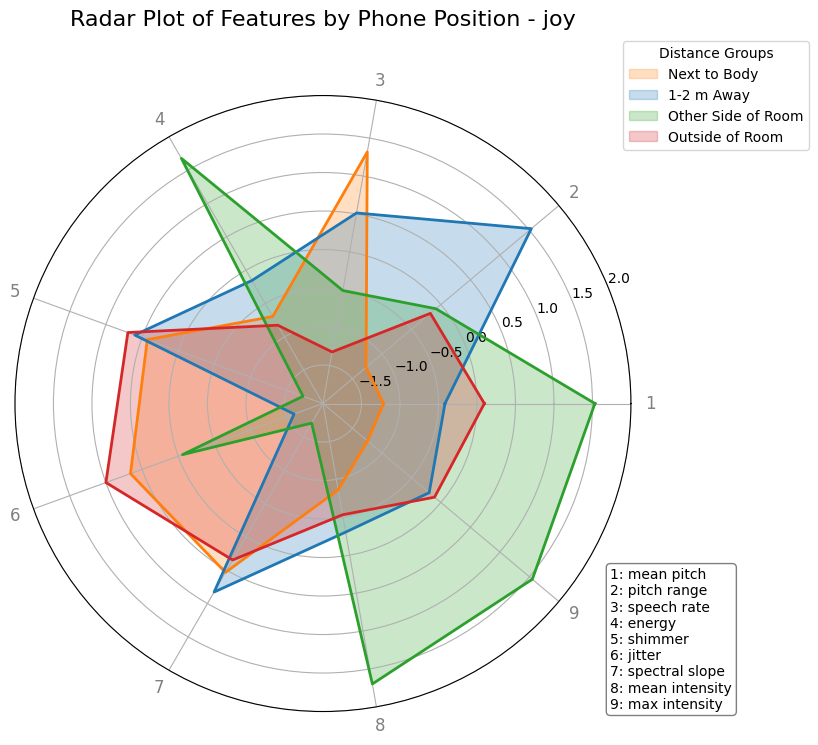 Radar Plot of Features by Phone Position - joy
Distance Groups
Next to Body
1-2 m Away
Other Side of Room
Outside of Room
3
4
2
5
2.0
1.5
1.0
0.5
0.0
−0.5
−1.0
−1.5
1
6
7
8
9
1: mean pitch
2: pitch range
3: speech rate
4: energy
5: shimmer
6: jitter
7: spectral slope
8: mean intensity
9: max intensity